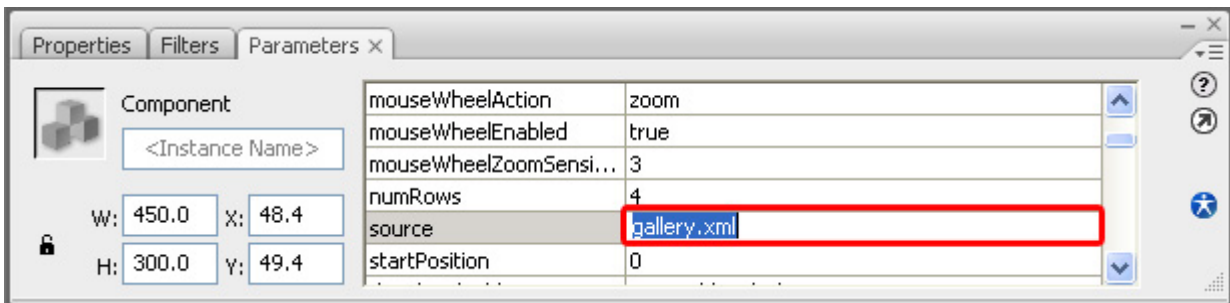 Properties Filters Parameters
Component
<Instance Name>
W: 450.0 X: 48.4
H: 300.0 Y: 49.4
mouseWheelAction zoom
mouseWheelEnabled true
mouseWheelZoomSensi... 3
numRows 4
source gallery.xml
startPosition 0